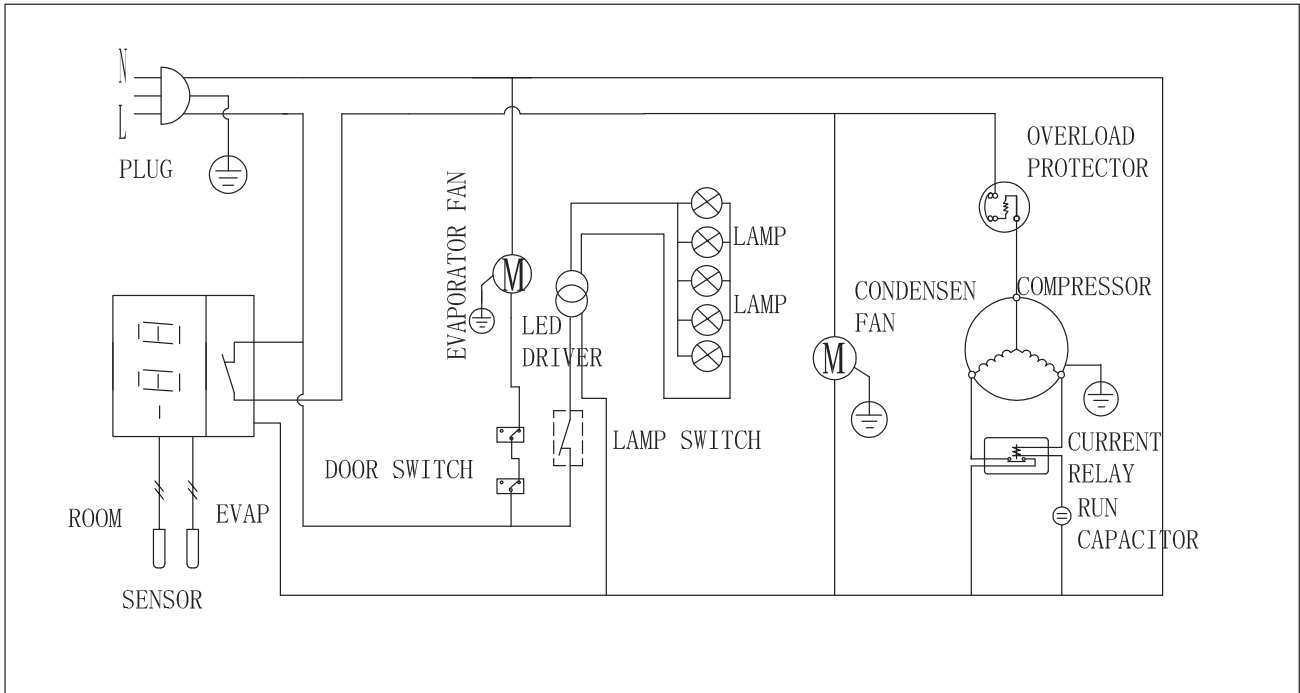 N
L
PLUG
OVERLOAD
PROTECTOR
EVAPORATOR FAN
M
LAMP
LAMP
COMPRESSOR
CONDENSEN
FAN
M
LED
DRIVER
LAMP SWITCH
DOOR SWITCH
CURRENT
RELAY
RUN
CAPACITOR
ROOM
EVAP
SENSOR